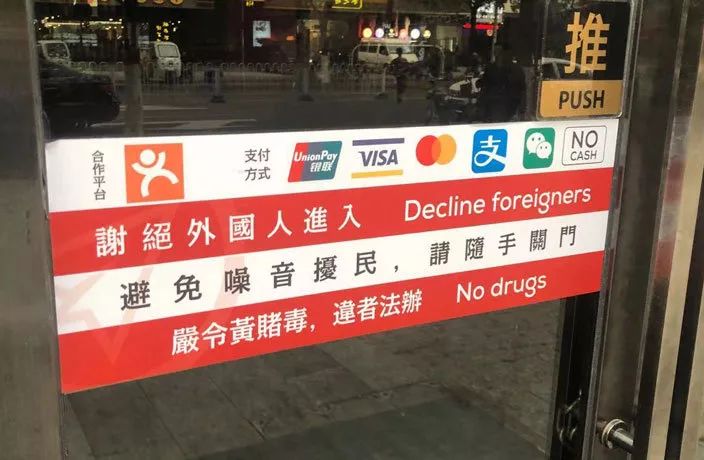 推
PUSH
合作平台
支付方式
UnionPay
银联
VISA
支
NO CASH
謝絕外國人進入 Decline foreigners
避免噪音擾民，請隨手關門
嚴令黃賭毒，違者法辦 No drugs